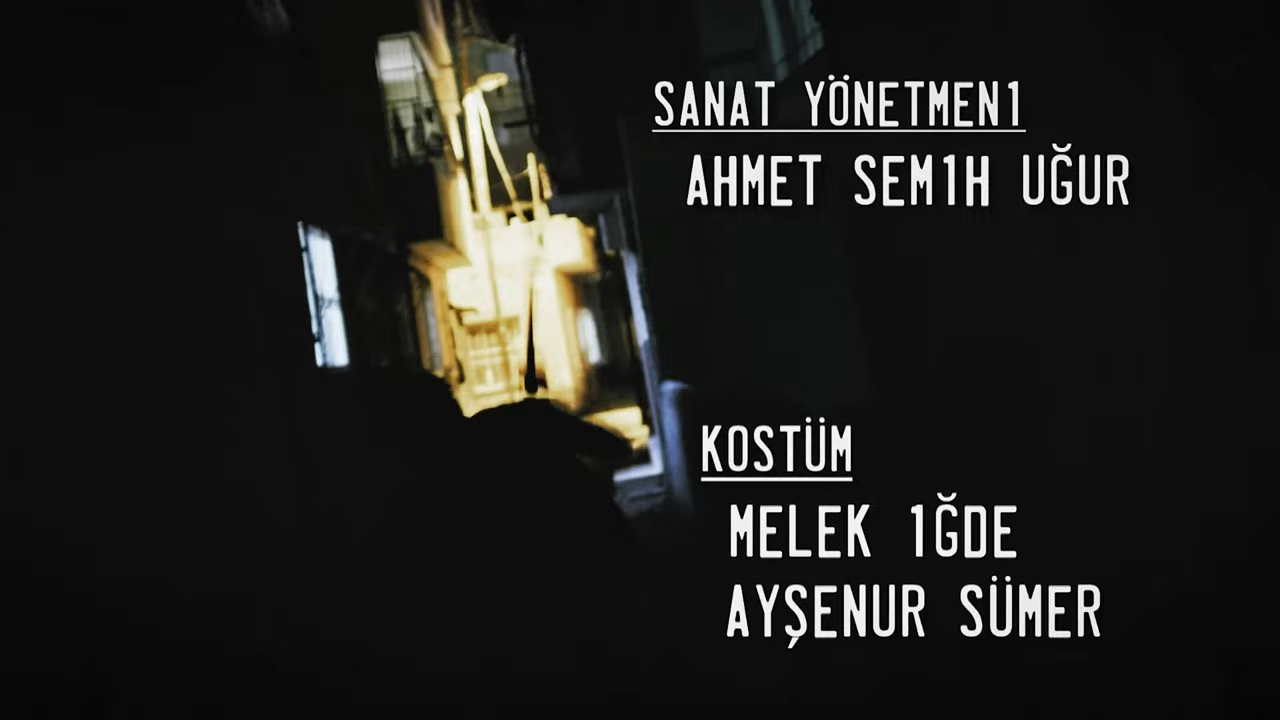 SANAT YÖNETMEN1
AHMET SEM1H UĞUR
KOSTÜM
MELEK 1ĞDE
AYŞENUR SÜMER